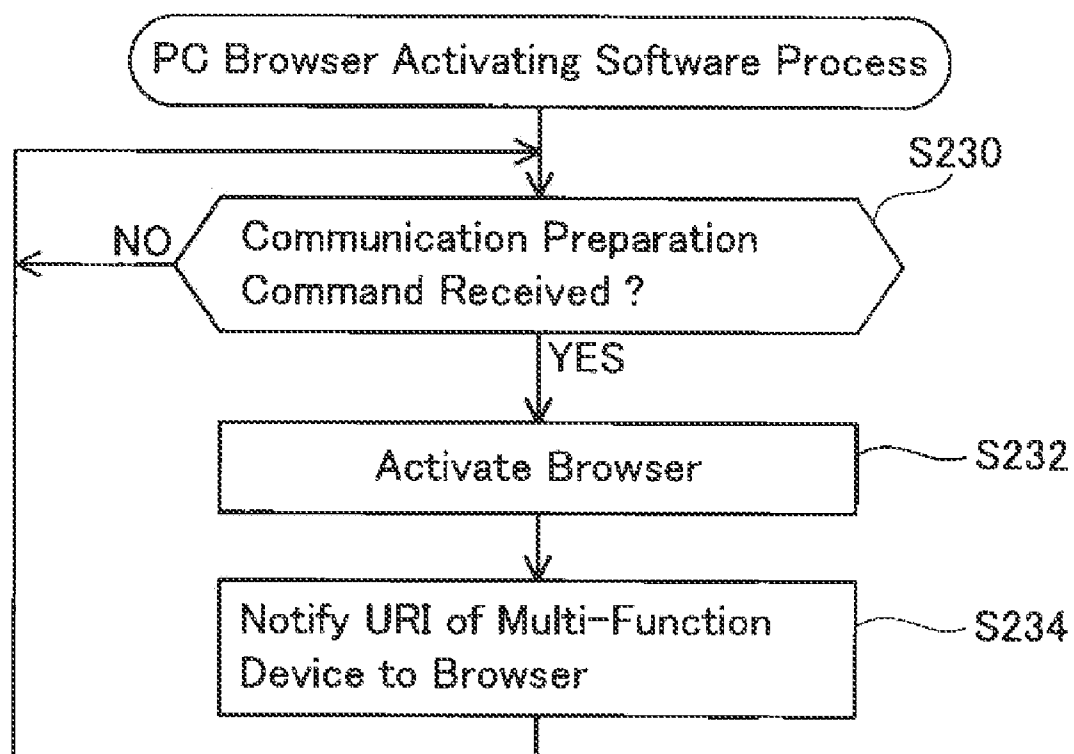 PC Browser Activating Software Process
S230
NO
Communication Preparation
Command Received ?
YES
Activate Browser
S232
Notify URI of Multi-Function
Device to Browser
S234